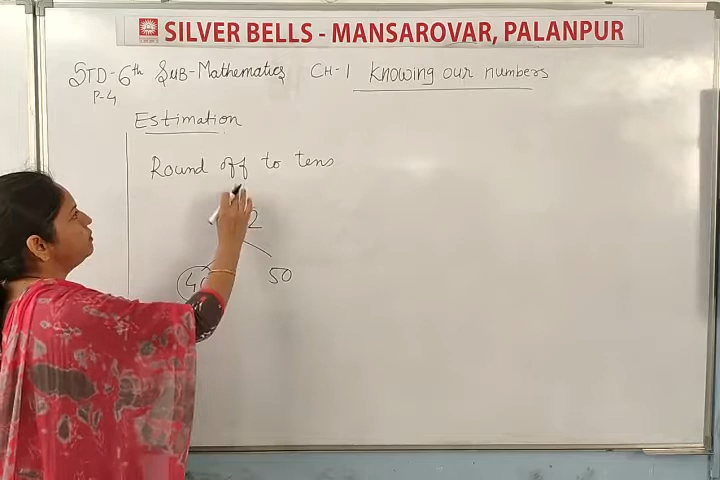 SILVER BELLS - MANSAROVAR, PALANPUR
STD-6th SUB-Mathematics CH-1 Knowing our numbers
P-4
Estimation
Round off to tens
2
50